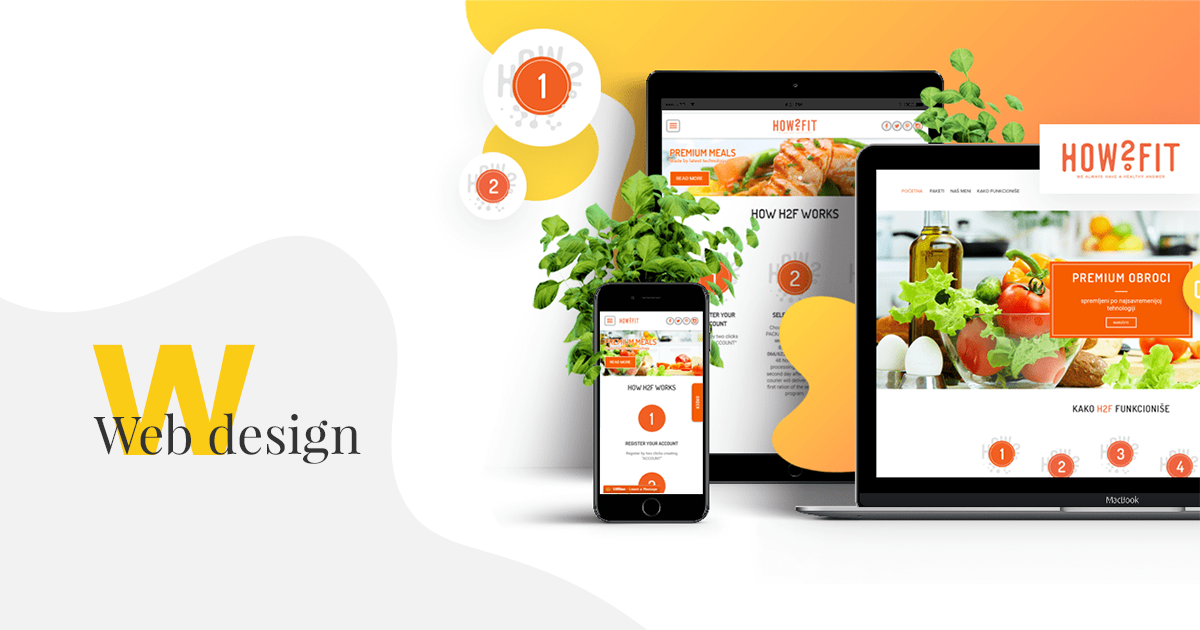 W
Web design
1
2
HOW2FIT
PREMIUM MEALS
made by latest technology
READ MORE
HOW H2F WORKS
2
HOW2FIT
PREMIUM MEALS
READ MORE
HOW H2F WORKS
1
REGISTER YOUR ACCOUNT
Register by two clicks creating
"ACCOUNT"
2
Leave a Message
ORDER
HOW2FIT
WE ALWAYS HAVE A HEALTHY ANSWER
POČETNA PAKETI NAŠ MENI KAKO FUNKCIONIŠE
PREMIUM OBROCI
spremljeni po najsavremenijoj
tehnologiji
KAKO H2F FUNKCIONIŠE
1
2
3
4
MacBook